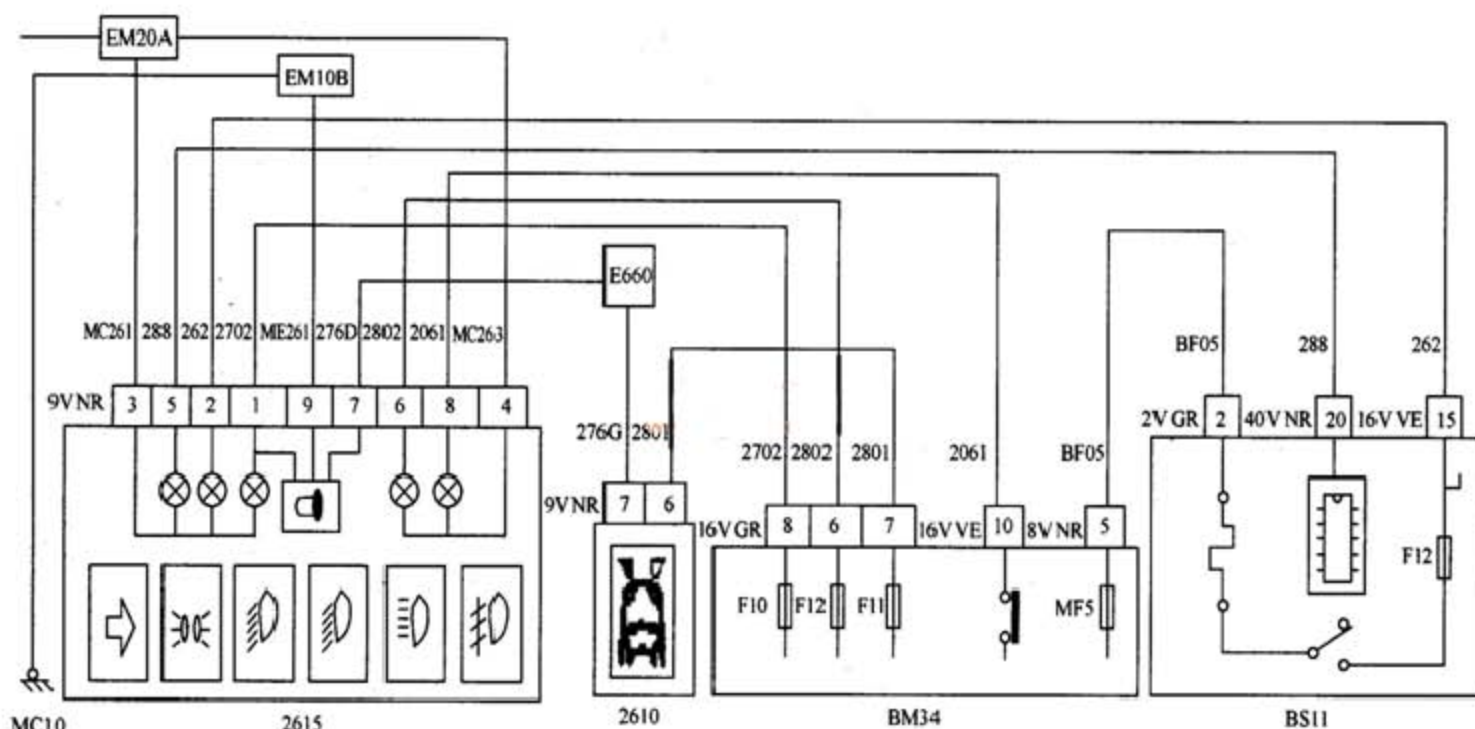 EM20A
EM10B
E660
MC261 288 262 2702 ME261 276D 2802 2061 MC263
BF05 288 262
9V NR 3 5 2 1 9 7 6 8 4
2V GR 2 40V NR 20 16V VE 15
276G 2801
2702 2802 2801 2061 BF05
9V NR 7 6
16V GR 8 6 7 16V VE 10 8W NR 5
F12
F10 F12 F11 MF5
MC10 2615 2610 BM34 BS11